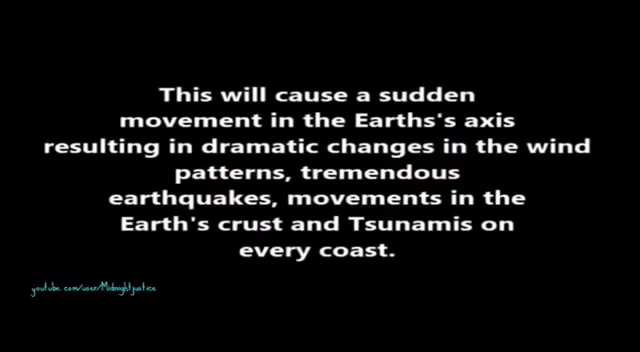 This will cause a sudden
movement in the Earths's axis
resulting in dramatic changes in the wind
patterns, tremendous
earthquakes, movements in the
Earth's crust and Tsunamis on
every coast.
youtube.com/user/Midnightjustice